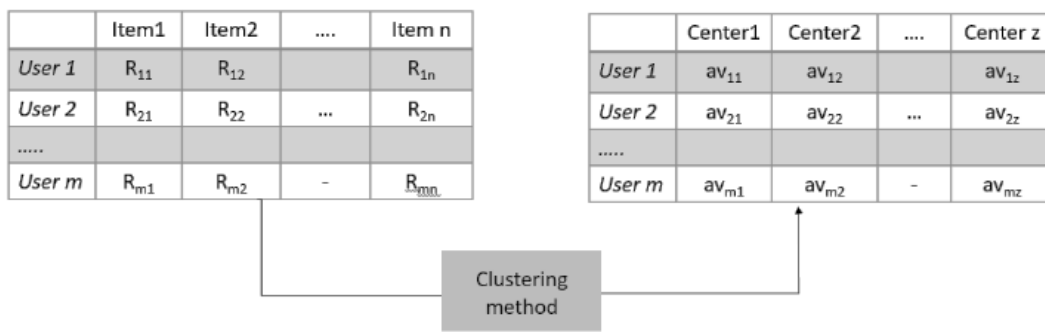 Item1 Item2 .... Item n
User 1 R11 R12 R1n
User 2 R21 R22 ... R2n
.....
User m Rm1 Rm2 - Rmn
Center1 Center2 .... Center z
User 1 av11 av12 av1z
User 2 av21 av22 ... av2z
.....
User m avm1 avm2 - avmz
Clustering
method